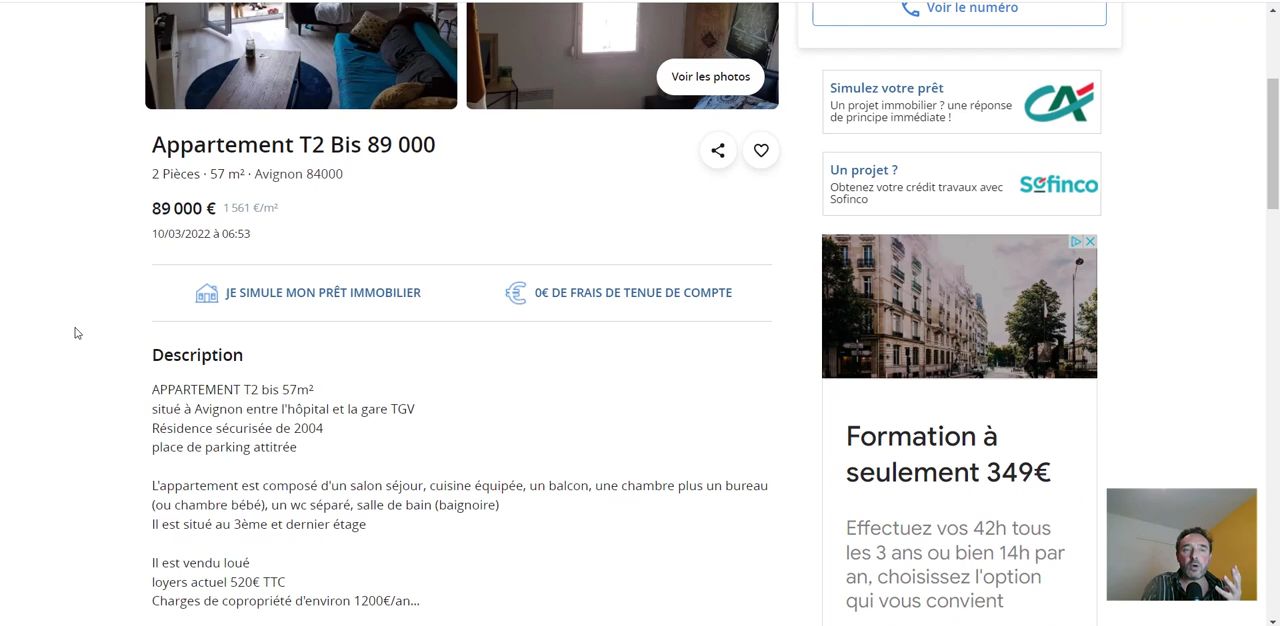 Voir le numéro
Voir les photos
Simulez votre prêt
Un projet immobilier ? une réponse
de principe immédiate !
CA
Appartement T2 Bis 89 000
2 Pièces · 57 m² · Avignon 84000
89 000 € 1 561 €/m²
10/03/2022 à 06:53
Un projet ?
Obtenez votre crédit travaux avec
Sofinco
Sofinco
JE SIMULE MON PRÊT IMMOBILIER
0€ DE FRAIS DE TENUE DE COMPTE
Description
APPARTEMENT T2 bis 57m²
situé à Avignon entre l'hôpital et la gare TGV
Résidence sécurisée de 2004
place de parking attitrée
L'appartement est composé d'un salon séjour, cuisine équipée, un balcon, une chambre plus un bureau
(ou chambre bébé), un wc séparé, salle de bain (baignoire)
Il est situé au 3ème et dernier étage
Il est vendu loué
loyers actuel 520€ TTC
Charges de copropriété d'environ 1200€/an...
Formation à
seulement 349€
Effectuez vos 42h tous
les 3 ans ou bien 14h par
an, choisissez l'option
qui vous convient